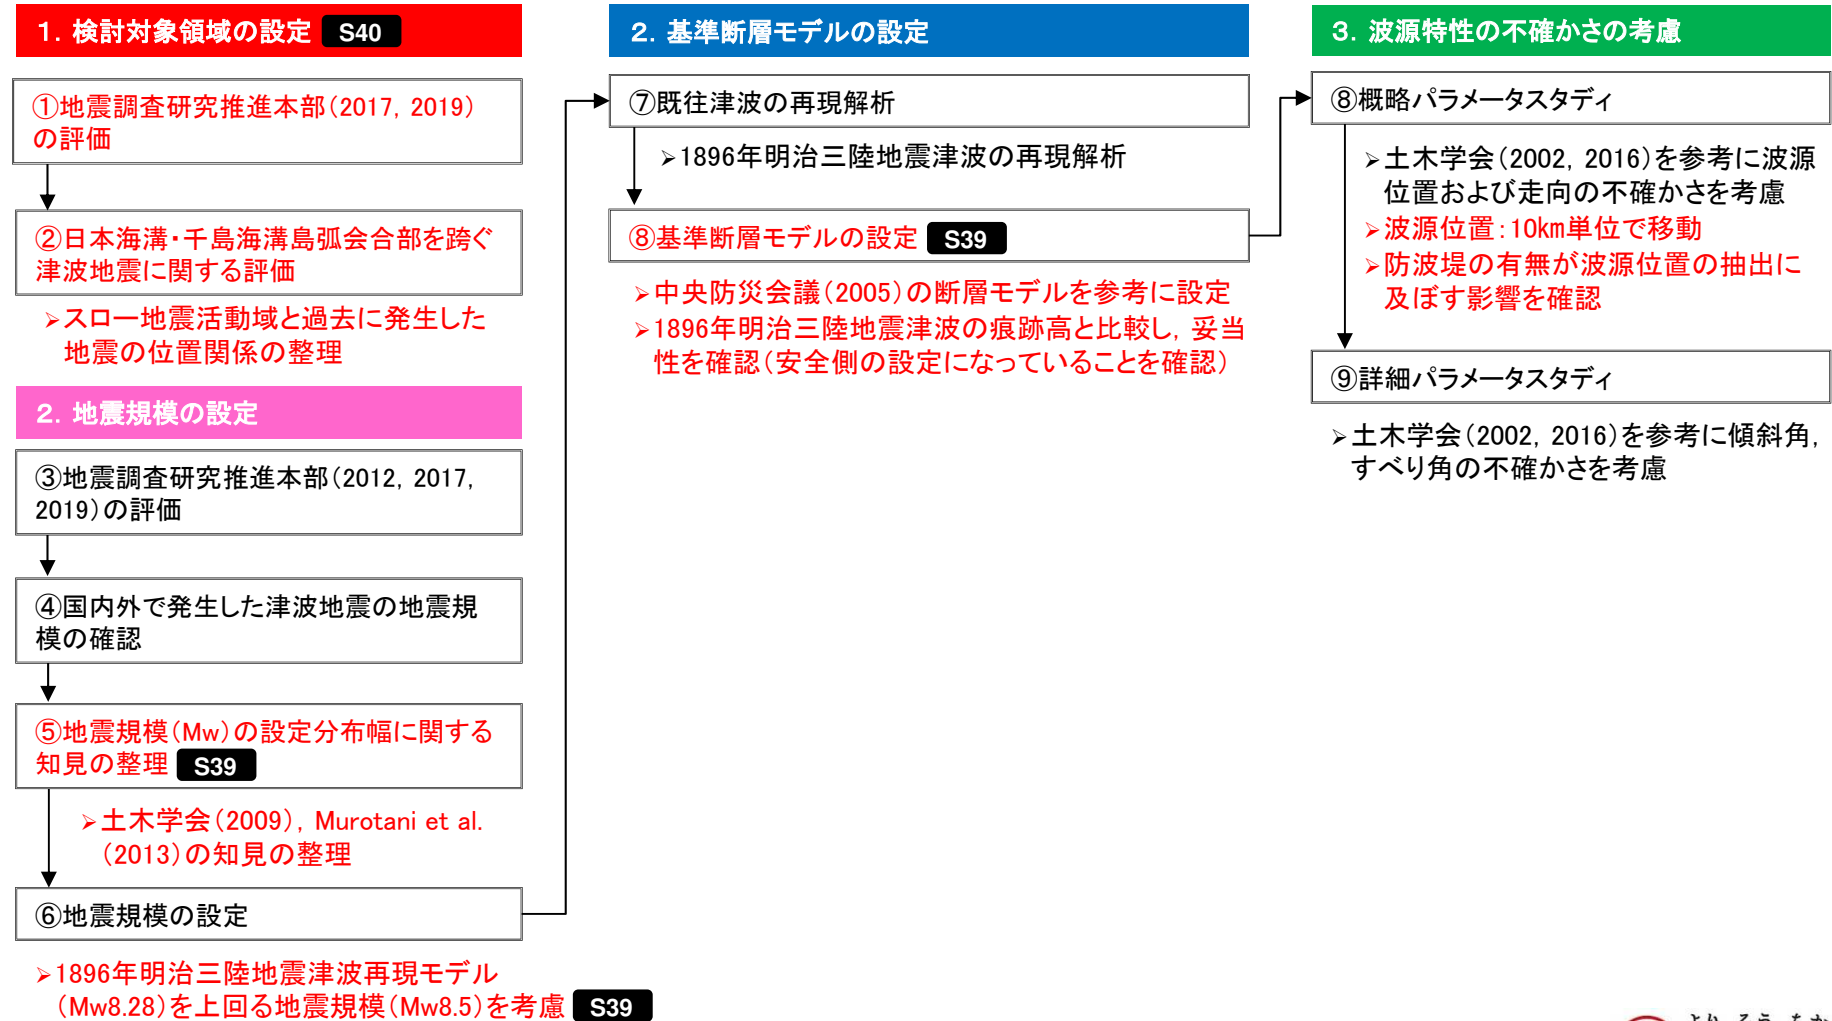 1．検討対象領域の設定 S40
①地震調査研究推進本部（2017，2019）
の評価
②日本海溝・千島海溝島弧会合部を跨ぐ
津波地震に関する評価
➢スロー地震活動域と過去に発生した
地震の位置関係の整理
2．地震規模の設定
③地震調査研究推進本部（2012，2017，
2019）の評価
④国内外で発生した津波地震の地震規
模の確認
⑤地震規模（Mw）の設定分布幅に関する
知見の整理 S39
➢土木学会（2009），Murotani et al.
（2013）の知見の整理
⑥地震規模の設定
➢1896年明治三陸地震津波再現モデル
（Mw8.28）を上回る地震規模（Mw8.5）を考慮 S39
2．基準断層モデルの設定
⑦既往津波の再現解析
➢1896年明治三陸地震津波の再現解析
⑧基準断層モデルの設定 S39
➢中央防災会議（2005）の断層モデルを参考に設定
➢1896年明治三陸地震津波の痕跡高と比較し，妥当
性を確認（安全側の設定になっていることを確認）
3．波源特性の不確かさの考慮
⑧概略パラメータスタディ
➢土木学会（2002，2016）を参考に波源
位置および走向の不確かさを考慮
➢波源位置：10km単位で移動
➢防波堤の有無が波源位置の抽出に
及ぼす影響を確認
⑨詳細パラメータスタディ
➢土木学会（2002，2016）を参考に傾斜角，
すべり角の不確かさを考慮